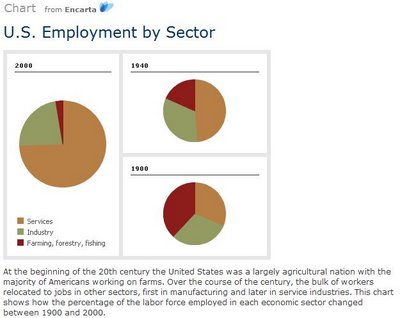 Chart from Encarta
U.S. Employment by Sector
2000
1940
1900
Services
Industry
Farming, forestry, fishing
At the beginning of the 20th century the United States was a largely agricultural nation with the
majority of Americans working on farms. Over the course of the century, the bulk of workers
relocated to jobs in other sectors, first in manufacturing and later in service industries. This chart
shows how the percentage of the labor force employed in each economic sector changed
between 1900 and 2000.